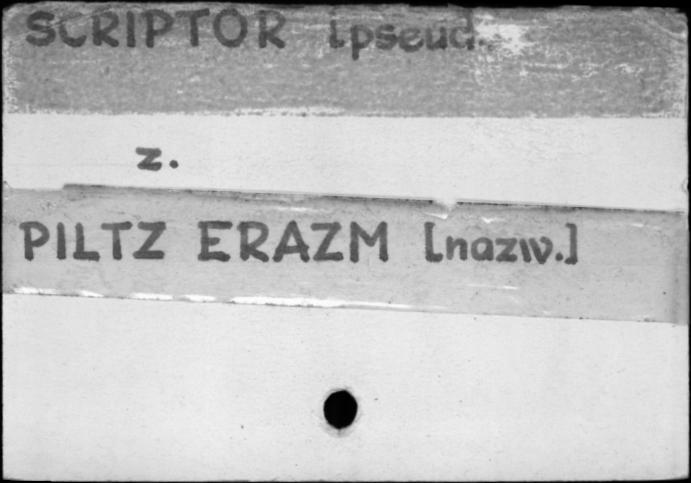 SCRIPTOR [pseud.
z.
PILTZ ERAZM [nazw.]